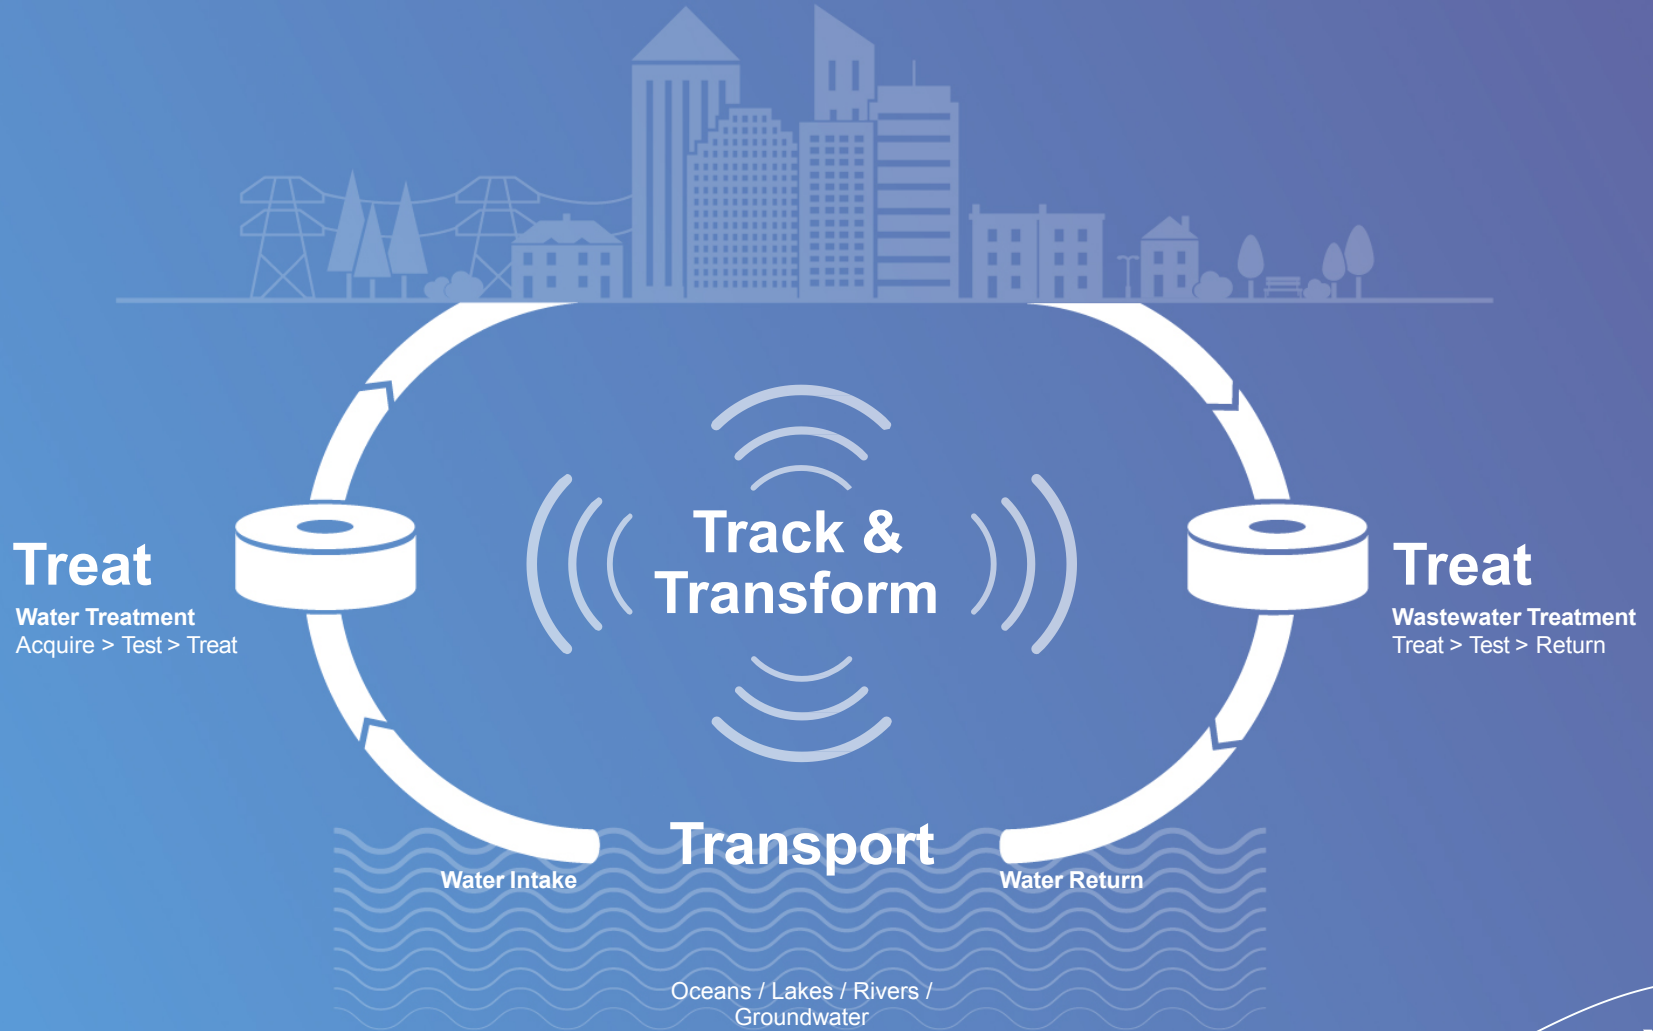 Track &
Transform
Treat
Water Treatment
Acquire > Test > Treat
Treat
Wastewater Treatment
Treat > Test > Return
Transport
Water Intake
Water Return
Oceans / Lakes / Rivers /
Groundwater